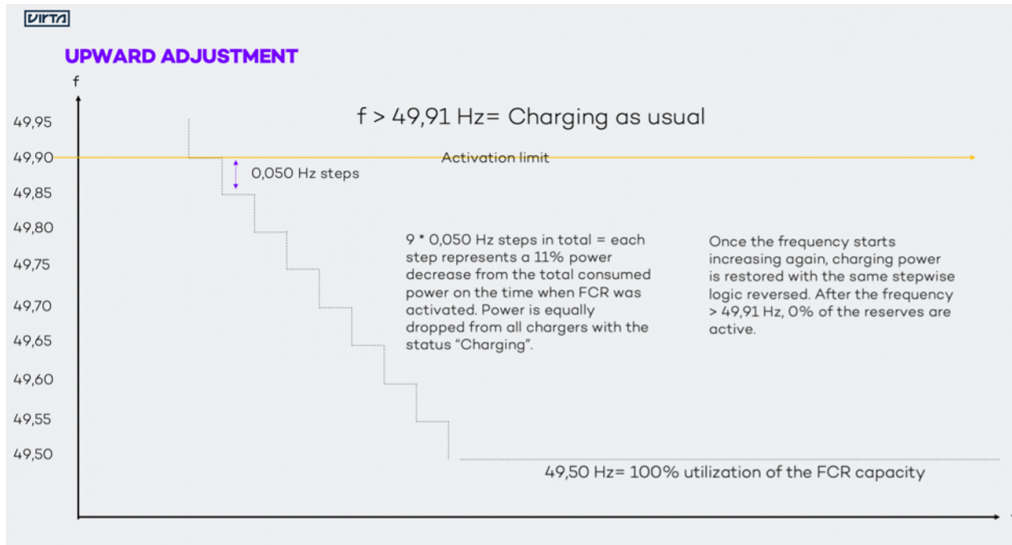 VIRTA
UPWARD ADJUSTMENT
f
f > 49,91 Hz= Charging as usual
49,95
49,90
Activation limit
0,050 Hz steps
49,85
49,80
49,75
49,70
49,65
49,60
49,55
49,50
9 * 0,050 Hz steps in total = each
step represents a 11% power
decrease from the total consumed
power on the time when FCR was
activated. Power is equally
dropped from all chargers with the
status “Charging”.
Once the frequency starts
increasing again, charging power
is restored with the same stepwise
logic reversed. After the frequency
> 49,91 Hz, 0% of the reserves are
active.
49,50 Hz= 100% utilization of the FCR capacity